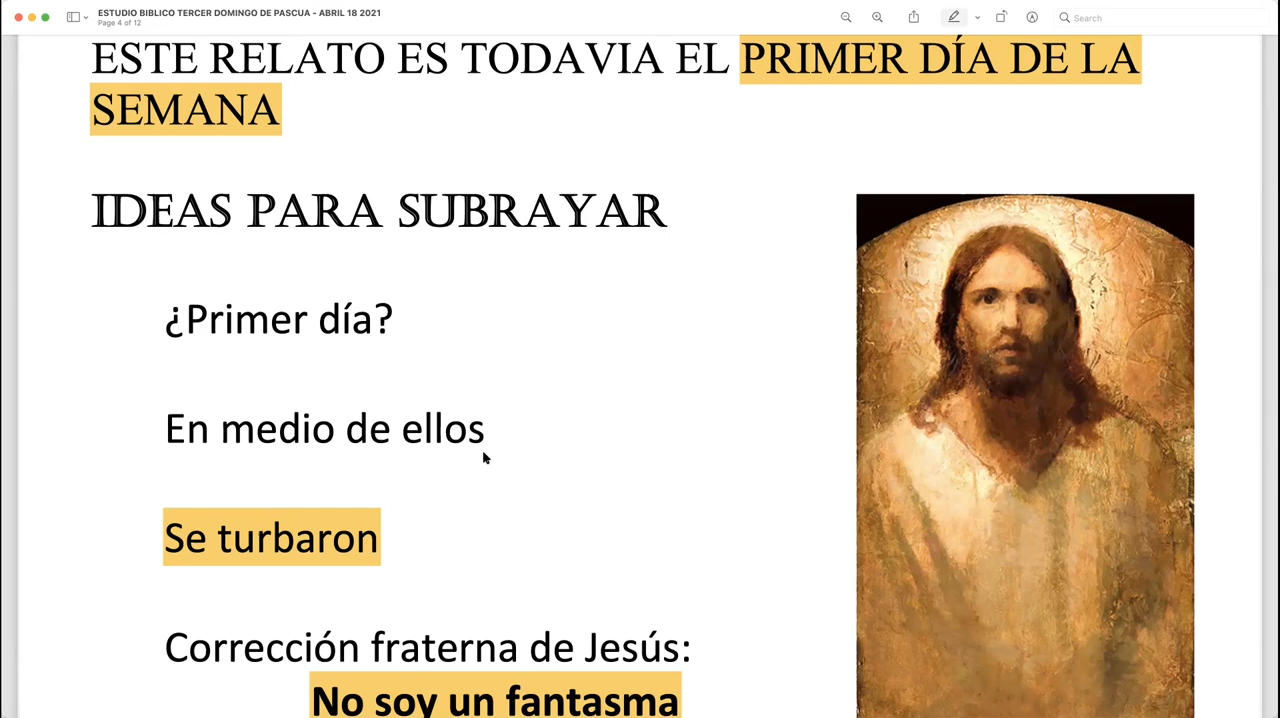 ESTUDIO BIBLICO TERCER DOMINGO DE PASCUA - ABRIL 18 2021
Page 4 of 12
Search
ESTE RELATO ES TODAVIA EL PRIMER DÍA DE LA
SEMANA
IDEAS PARA SUBRAYAR
¿Primer día?
En medio de ellos
Se turbaron
Corrección fraterna de Jesús:
No soy un fantasma